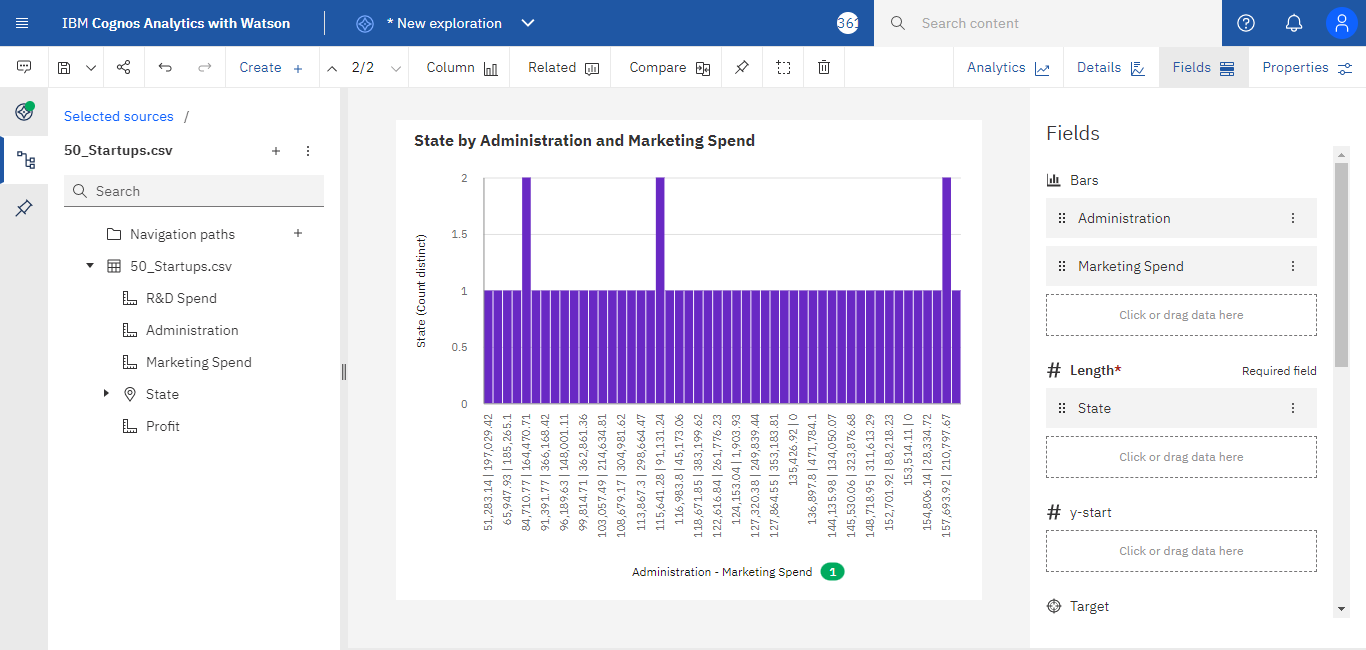 IBM Cognos Analytics with Watson
* New exploration
361
Search content
Create +
2/2
Column
Related
Compare
Analytics
Details
Fields
Properties
Selected sources /
50_Startups.csv
Search
Navigation paths
50_Startups.csv
R&D Spend
Administration
Marketing Spend
State
Profit
State by Administration and Marketing Spend
State (Count distinct)
2
1.5
1
0.5
0
51,283.14 | 197,029.42
65,947.93 | 185,265.1
84,710.77 | 164,470.71
91,391.77 | 366,168.42
96,189.63 | 148,001.11
99,814.71 | 362,861.36
103,057.49 | 214,634.81
108,679.17 | 304,981.62
113,867.3 | 298,664.47
115,641.28 | 91,131.24
116,983.8 | 45,173.06
118,671.85 | 383,199.62
122,616.84 | 261,776.23
124,153.04 | 1,903.93
127,320.38 | 249,839.44
127,864.55 | 353,183.81
135,426.92 | 0
136,897.8 | 471,784.1
144,135.98 | 134,050.07
145,530.06 | 323,876.68
148,718.95 | 311,613.29
152,701.92 | 88,218.23
153,514.11 | 0
154,806.14 | 28,334.72
157,693.92 | 210,797.67
Administration - Marketing Spend 1
Fields
Bars
Administration
Marketing Spend
Click or drag data here
# Length* Required field
State
Click or drag data here
# y-start
Click or drag data here
Target